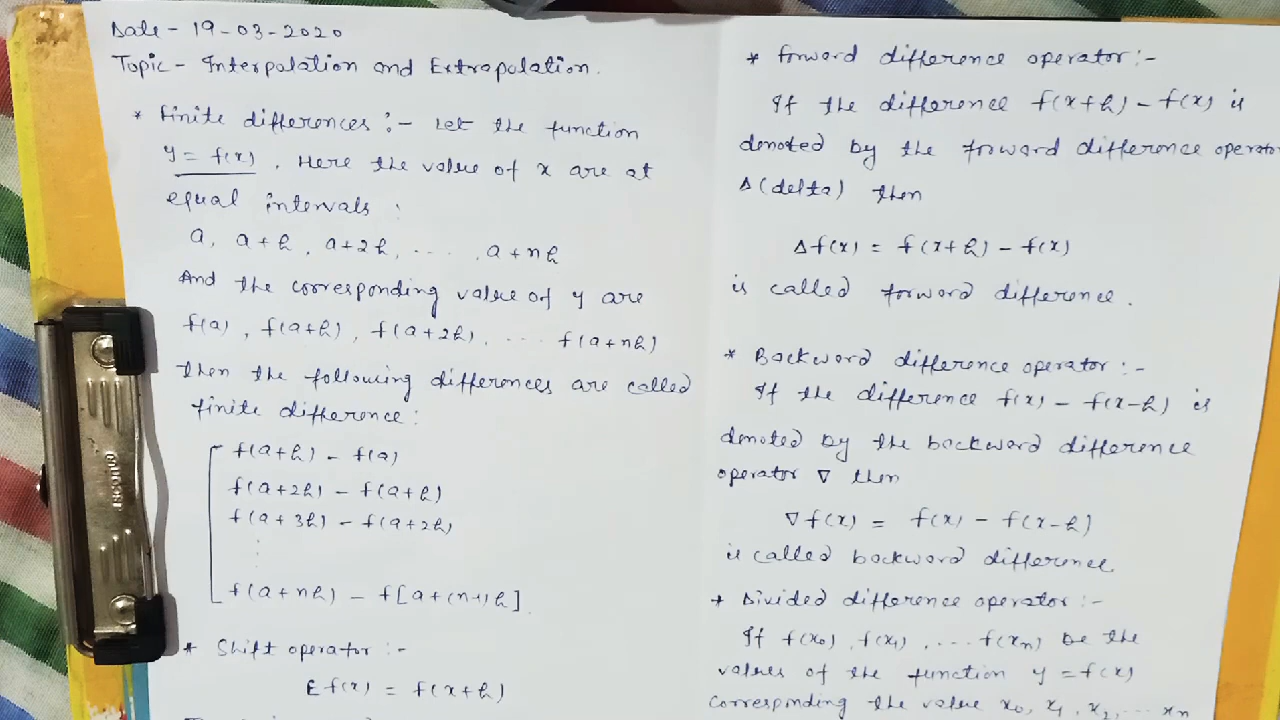 Date - 19-03-2020
Topic - Interpolation and Extrapolation.
* Finite differences :- Let the function
y = f(x). Here the value of x are at
equal intervals :
a, a+h, a+2h, ..... , a+nh
And the corresponding value of y are
f(a), f(a+h), f(a+2h), .... f(a+nh)
then the following differences are called
finite difference :
f(a+h) - f(a)
f(a+2h) - f(a+h)
f(a+3h) - f(a+2h)
⋮
f(a+nh) - f[a+(n-1)h].
* Shift operator :-
E f(x) = f(x+h)
* Forward difference operator :-
If the difference f(x+h) - f(x) is
denoted by the forward difference operator
Δ(delta) then
Δf(x) = f(x+h) - f(x)
is called forward difference.
* Backward difference operator :-
If the difference f(x) - f(x-h) is
denoted by the backward difference
operator ∇ then
∇f(x) = f(x) - f(x-h)
is called backward difference.
* Divided difference operator :-
If f(x₀), f(x₁), .... f(xₙ) be the
values of the function y = f(x)
corresponding the value x₀, x₁, x₂, .... xₙ